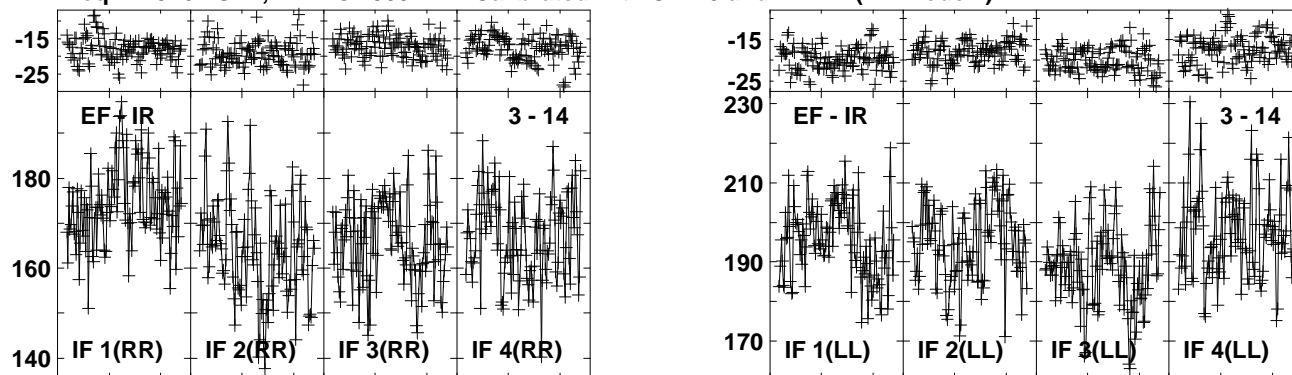 -15
-25
EF - IR
3 - 14
180
160
140
IF 1(RR)
IF 2(RR)
IF 3(RR)
IF 4(RR)
-15
-25
230
EF - IR
3 - 14
210
190
170
IF 1(LL)
IF 2(LL)
IF 3(LL)
IF 4(LL)